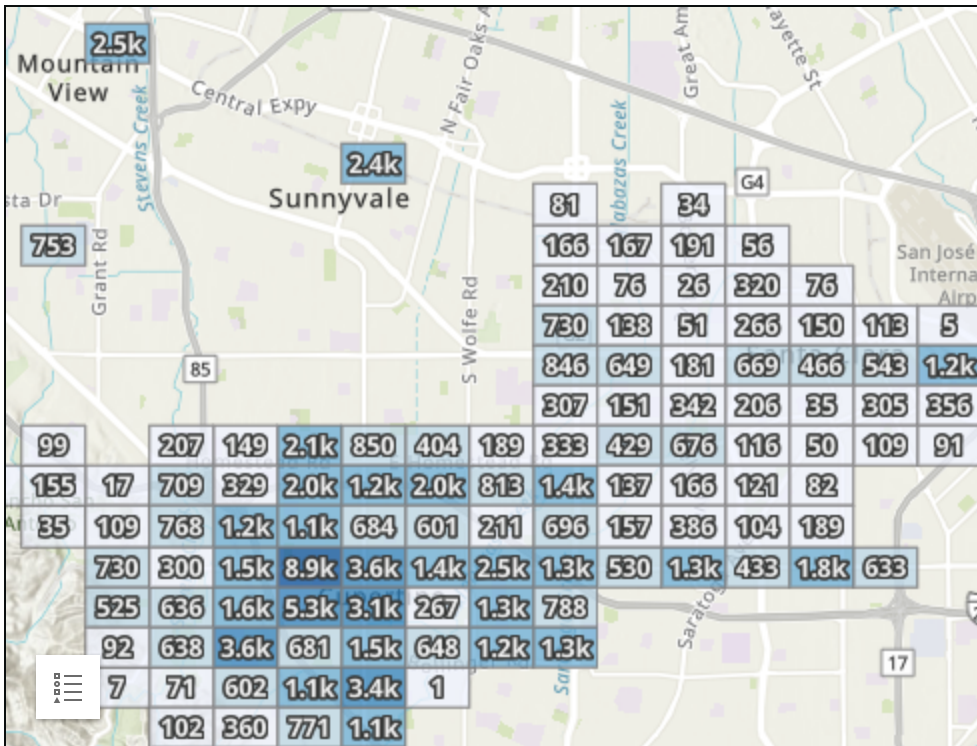 2.5k
Mountain
View
Central Expy
N Fair Oaks A
Great Am
ayette St
Stevens Creek
2.4k
Sunnyvale
abazas Creek
G4
sta Dr
81 34
753
Grant Rd
166 167 191 56
San José
Interna
Airp
210 76 26 320 76
S Wolfe Rd
730 138 51 266 150 113 5
85
846 649 181 669 466 543 1.2k
307 151 342 206 35 305 356
99 207 149 2.1k 850 404 189 333 429 676 116 50 109 91
155 17 709 329 2.0k 1.2k 2.0k 813 1.4k 137 166 121 82
35 109 768 1.2k 1.1k 684 601 211 696 157 386 104 189
730 300 1.5k 8.9k 3.6k 1.4k 2.5k 1.3k 530 1.3k 433 1.8k 633
525 636 1.6k 5.3k 3.1k 267 1.3k 788
Saratog
92 638 3.6k 681 1.5k 648 1.2k 1.3k
17
7 71 602 1.1k 3.4k 1
102 360 771 1.1k